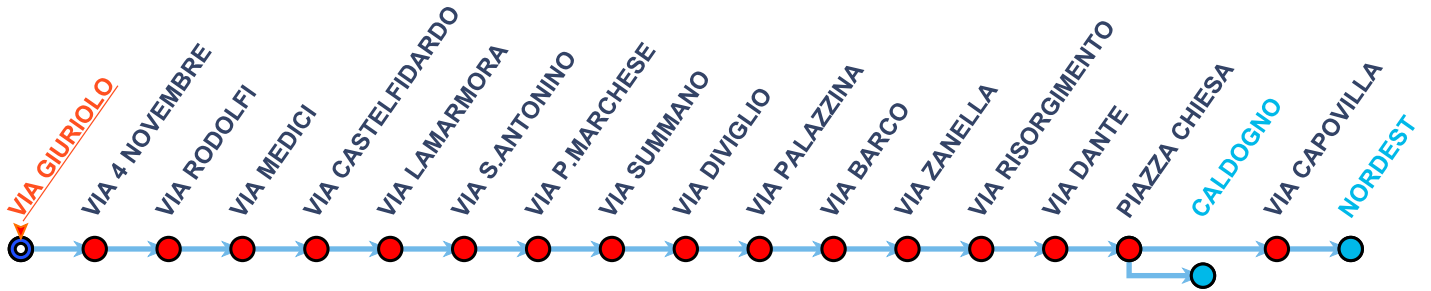 VIA GIURIOLO
VIA 4 NOVEMBRE
VIA RODOLFI
VIA MEDICI
VIA CASTELFIDARDO
VIA LAMARMORA
VIA S.ANTONINO
VIA P.MARCHESE
VIA SUMMANO
VIA DIVIGLIO
VIA PALAZZINA
VIA BARCO
VIA ZANELLA
VIA RISORGIMENTO
VIA DANTE
PIAZZA CHIESA
CALDOGNO
VIA CAPOVILLA
NORDEST